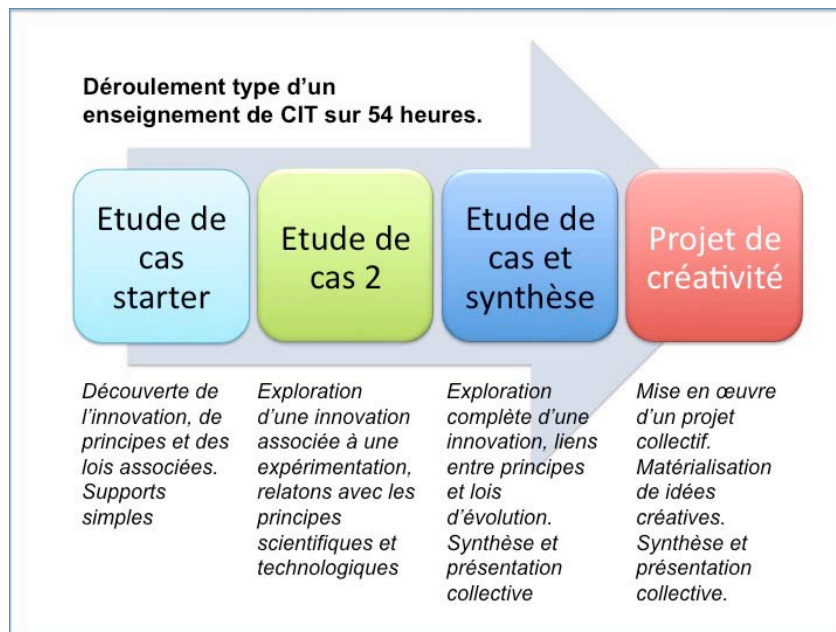 Déroulement type d'un
enseignement de CIT sur 54 heures.
Etude de
cas
starter
Etude de
cas 2
Etude de
cas et
synthèse
Projet de
créativité
Découverte de
l'innovation, de
principes et des
lois associées.
Supports
simples
Exploration
d'une innovation
associée à une
expérimentation,
relatons avec les
principes
scientifiques et
technologiques
Exploration
complète d'une
innovation, liens
entre principes
et lois
d'évolution.
Synthèse et
présentation
collective
Mise en œuvre
d'un projet
collectif.
Matérialisation
de idées
créatives.
Synthèse et
présentation
collective.